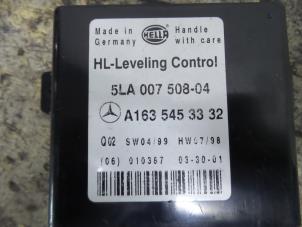 Made in Germany
HELLA
Handle with care
HL-Leveling Control
5LA 007 508-04
A163 545 33 32
Q02 SW04/99 HW07/98
(06) 010367 03-30-01